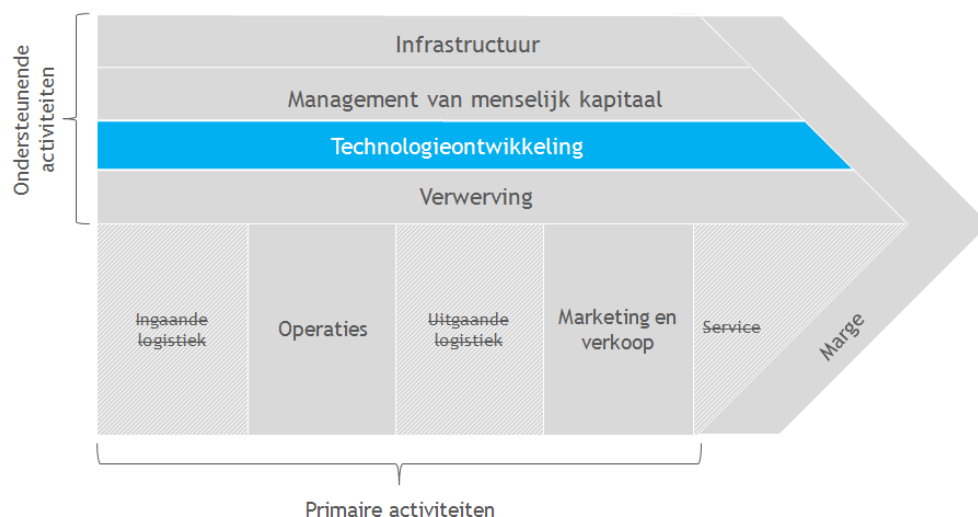 Ondersteunende
activiteiten
Infrastructuur
Management van menselijk kapitaal
Technologieontwikkeling
Verwerving
Ingaande
logistiek
Operaties
Uitgaande
logistiek
Marketing en
verkoop
Service
Marge
Primaire activiteiten